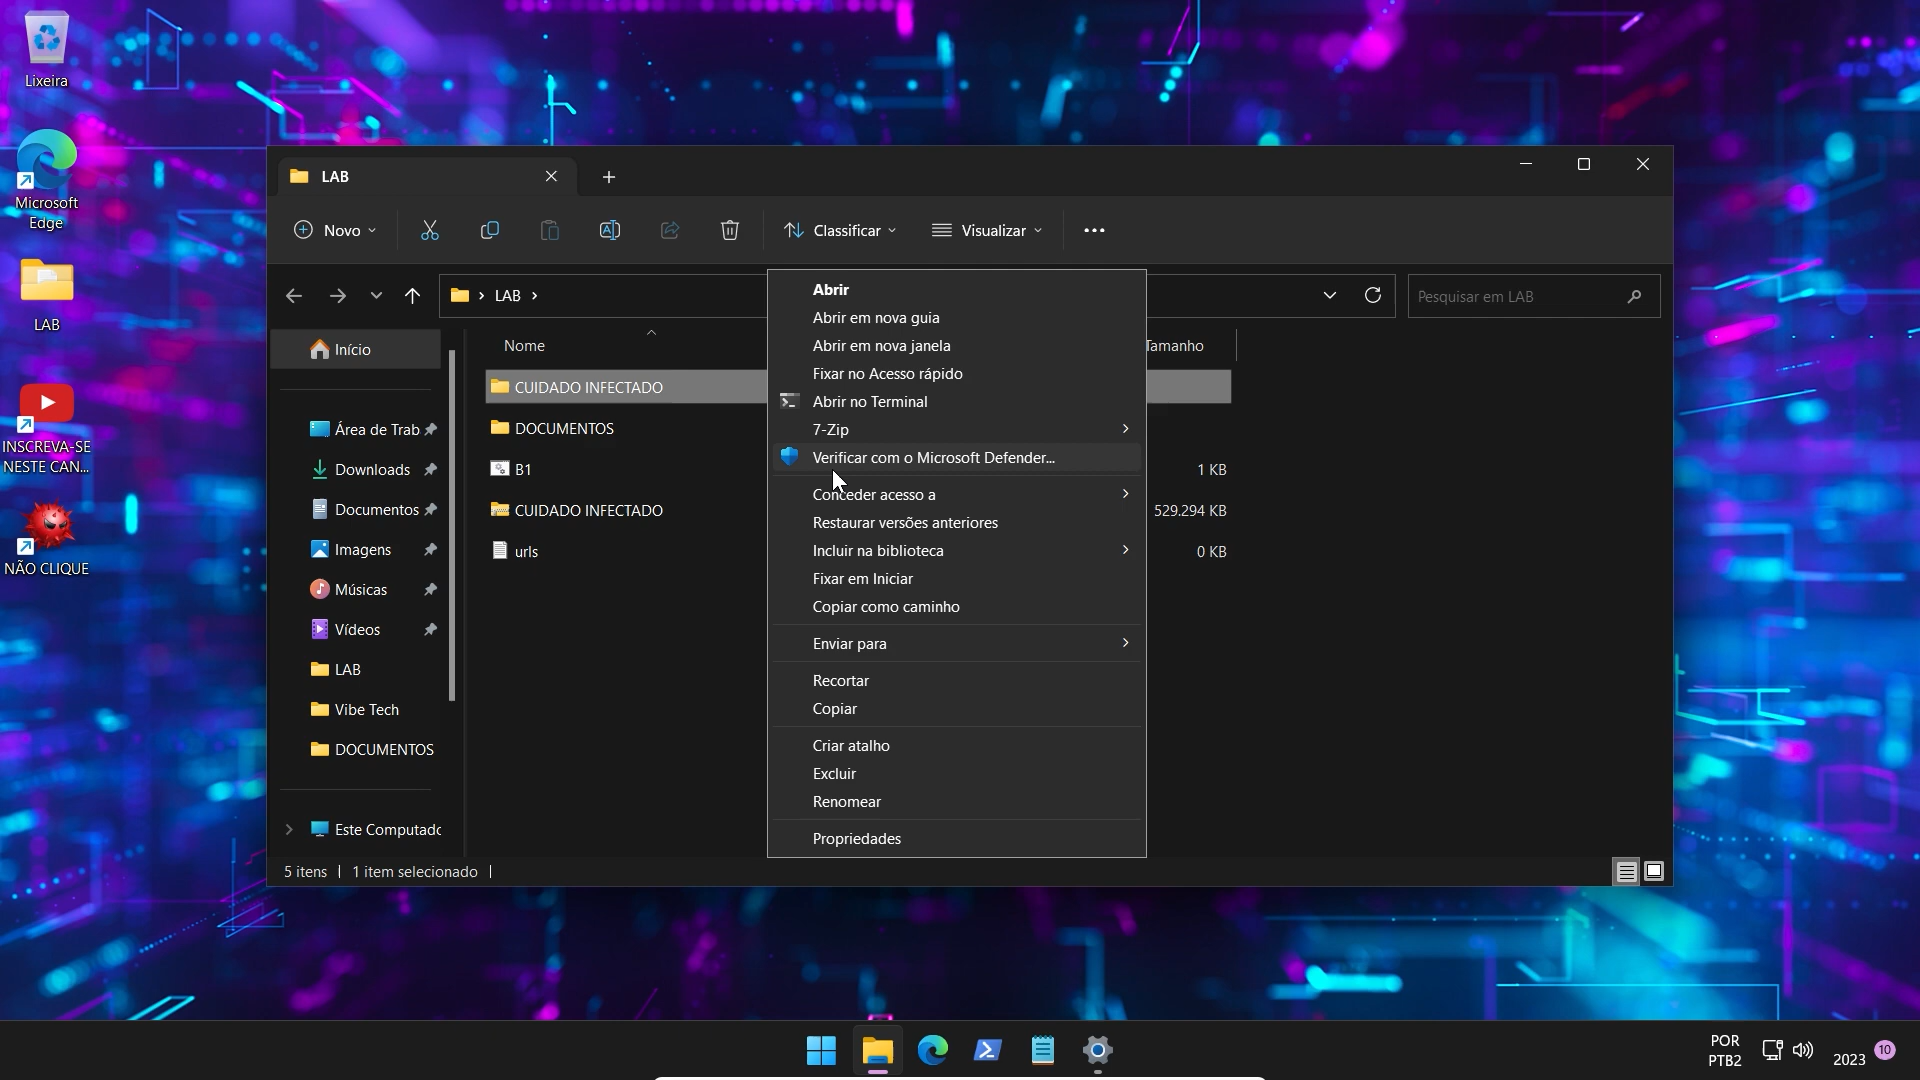 Lixeira
Microsoft
Edge
LAB
INSCREVA-SE
NESTE CAN...
NÃO CLIQUE
LAB
Novo
Classificar
Visualizar
LAB
Pesquisar em LAB
Início
Área de Trab
Downloads
Documentos
Imagens
Músicas
Vídeos
LAB
Vibe Tech
DOCUMENTOS
Este Computado
Nome
Tamanho
CUIDADO INFECTADO
DOCUMENTOS
B1
1 KB
CUIDADO INFECTADO
529.294 KB
urls
0 KB
Abrir
Abrir em nova guia
Abrir em nova janela
Fixar no Acesso rápido
Abrir no Terminal
7-Zip
Verificar com o Microsoft Defender...
Conceder acesso a
Restaurar versões anteriores
Incluir na biblioteca
Fixar em Iniciar
Copiar como caminho
Enviar para
Recortar
Copiar
Criar atalho
Excluir
Renomear
Propriedades
5 itens
1 item selecionado
POR
PTB2
2023
10